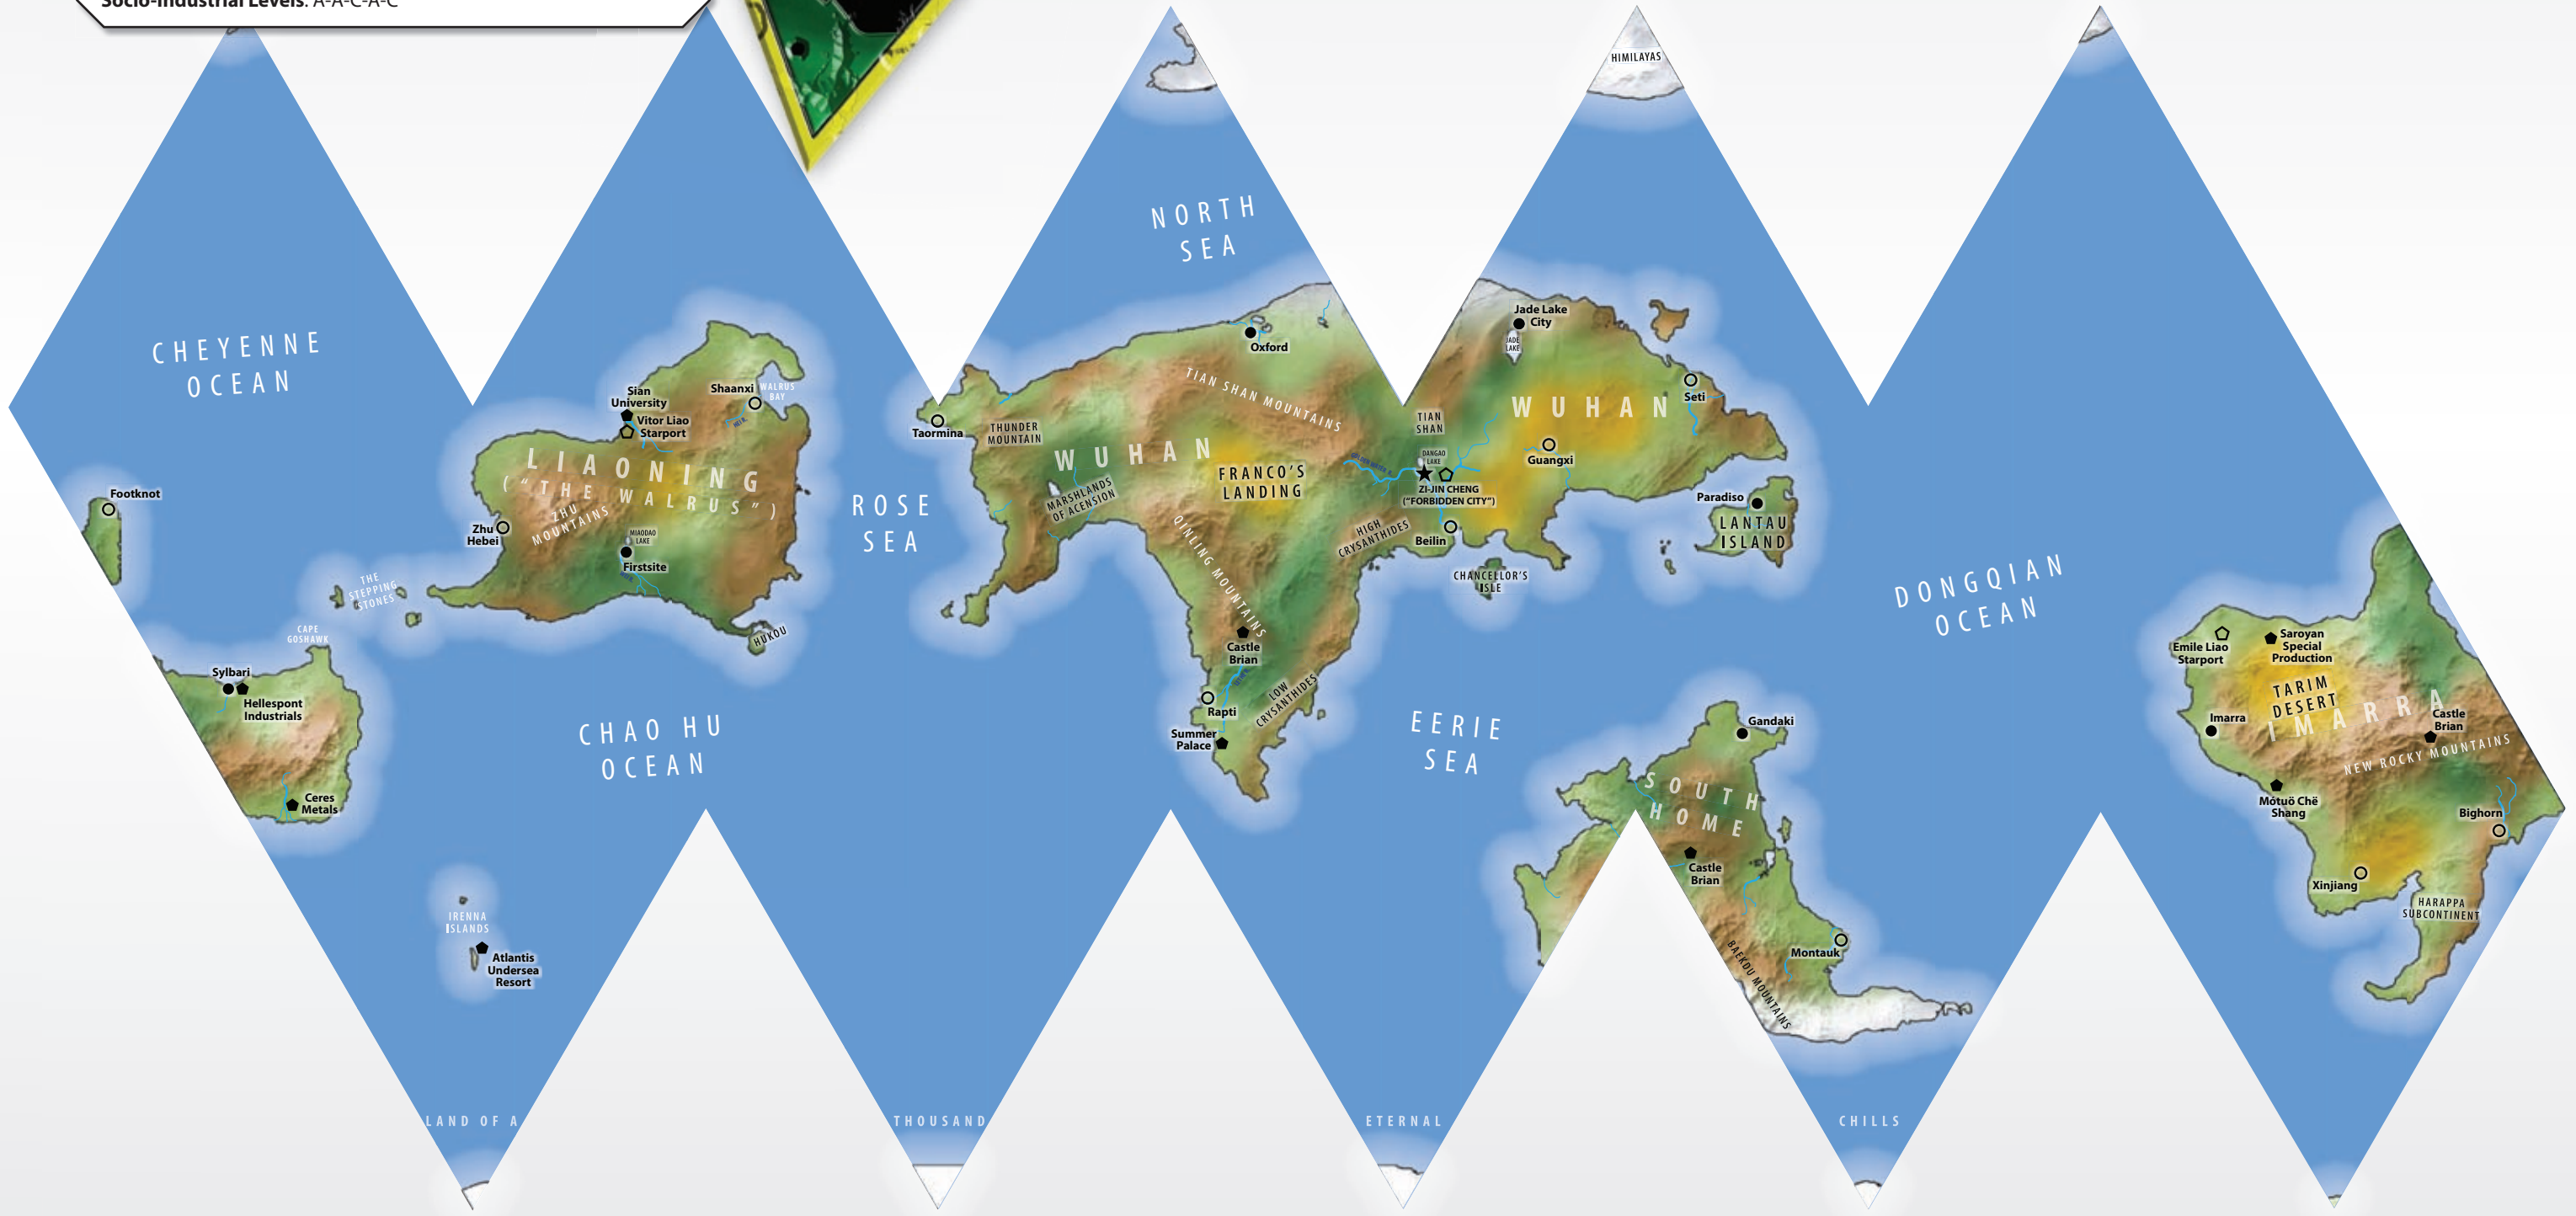 Socio-Industrial Levels: A-A-C-A-C
HIMILAYAS
NORTH
SEA
CHEYENNE
OCEAN
Jade Lake
City
JADE
LAKE
Oxford
Sian
University
Shaanxi
WALRUS
BAY
Vitor Liao
Starport
TIAN SHAN MOUNTAINS
Seti
WUHAN
Taormina
THUNDER
MOUNTAIN
TIAN
SHAN
WUHAN
Guangxi
DANGAO
LAKE
LIAONING
("THE WALRUS")
FRANCO'S
LANDING
ZI-JIN CHENG
("FORBIDDEN CITY")
Footknot
ROSE
SEA
MARSHLANDS
OF ACENSION
Paradiso
LANTAU
ISLAND
Zhu
Hebei
ZHU
MOUNTAINS
MIAODAO
LAKE
Firstsite
QINLING MOUNTAINS
HIGH
CRYSANTHIDES
Beilin
CHANCELLOR'S
ISLE
THE
STEPPING
STONES
DONGQIAN
OCEAN
CAPE
GOSHAWK
HUKOU
Castle
Brian
Emile Liao
Starport
Saroyan
Special
Production
Sylbari
Hellespont
Industrials
LOW
CRYSANTHIDES
Rapti
TARIM
DESERT
IMARRA
Imarra
Castle
Brian
NEW ROCKY MOUNTAINS
CHAO HU
OCEAN
Summer
Palace
EERIE
SEA
Gandaki
SOUTH
HOME
Ceres
Metals
Mótuö Chë
Shang
Bighorn
Castle
Brian
Xinjiang
HARAPPA
SUBCONTINENT
IRENNA
ISLANDS
Atlantis
Undersea
Resort
Montauk
BAEKDU MOUNTAINS
LAND OF A
THOUSAND
ETERNAL
CHILLS